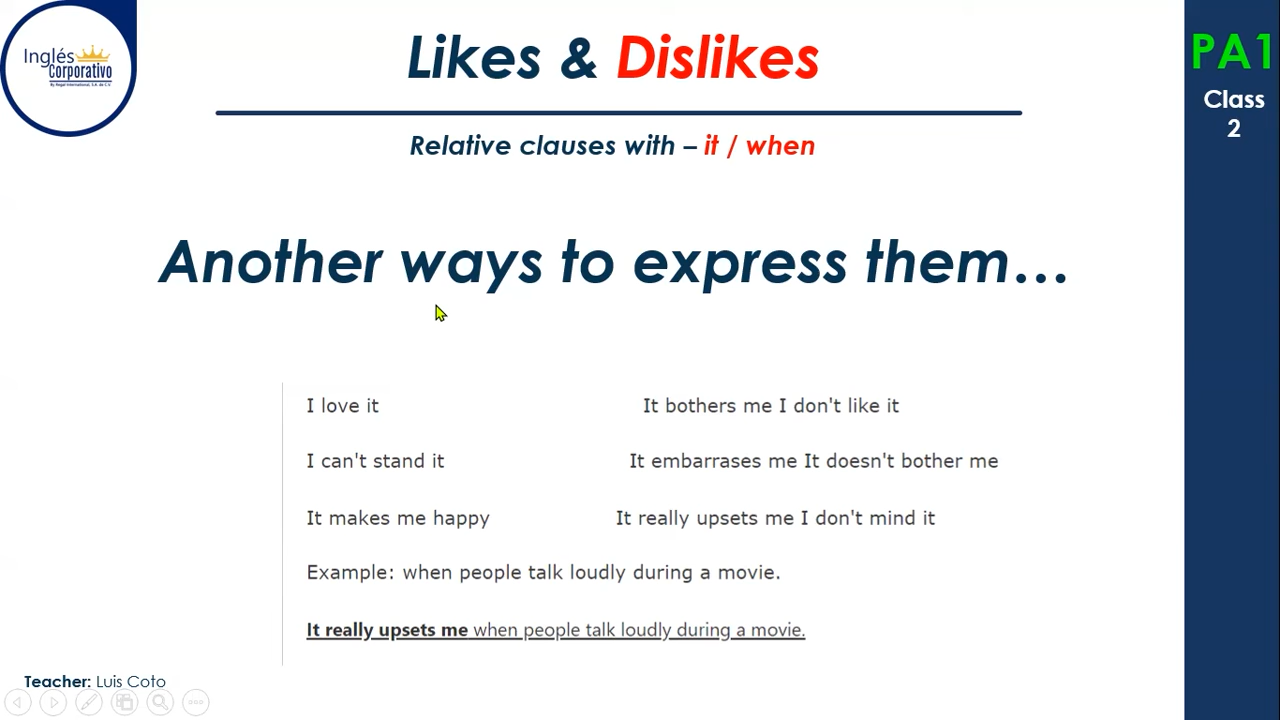 Inglés
Corporativo
By Regal International, S.A. de C.V.
Likes & Dislikes
PA1
Class
2
Relative clauses with – it / when
Another ways to express them…
I love it It bothers me I don't like it
I can't stand it It embarrases me It doesn't bother me
It makes me happy It really upsets me I don't mind it
Example: when people talk loudly during a movie.
It really upsets me when people talk loudly during a movie.
Teacher: Luis Coto